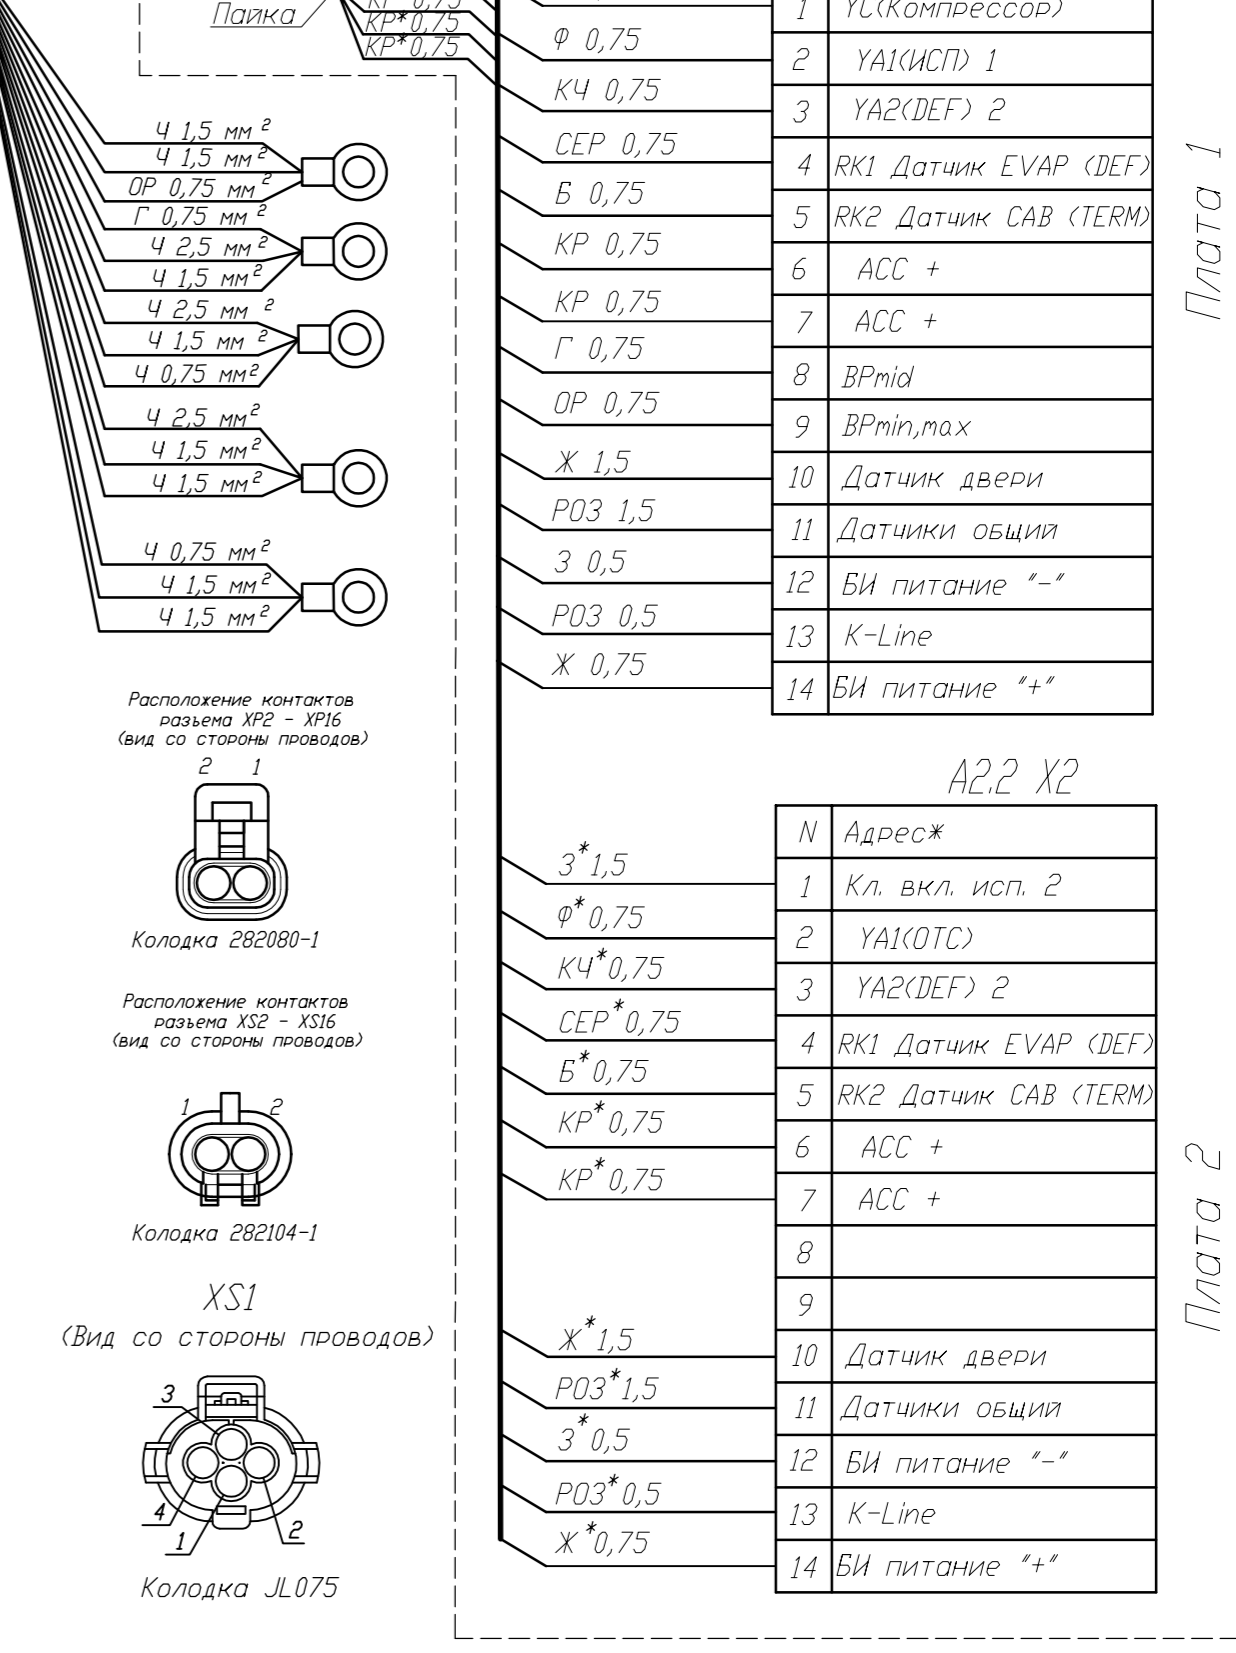 Пайка
КР*0,75
КР*0,75
Ч 1,5 мм²
Ч 1,5 мм²
ОР 0,75 мм²
Г 0,75 мм²
Ч 2,5 мм²
Ч 1,5 мм²
Ч 2,5 мм²
Ч 1,5 мм²
Ч 0,75 мм²
Ч 2,5 мм²
Ч 1,5 мм²
Ч 1,5 мм²
Ч 0,75 мм²
Ч 1,5 мм²
Ч 1,5 мм²
Расположение контактов
разъема XP2 - XP16
(вид со стороны проводов)
2 1
Колодка 282080-1
Расположение контактов
разъема XS2 - XS16
(вид со стороны проводов)
1 2
Колодка 282104-1
XS1
(Вид со стороны проводов)
3
4
1
2
Колодка JL075
1 YC(Компрессор)
Ф 0,75 2 YA1(ИСП) 1
КЧ 0,75 3 YA2(DEF) 2
СЕР 0,75 4 RK1 Датчик EVAP (DEF)
Б 0,75 5 RK2 Датчик CAB (TERM)
КР 0,75 6 ACC +
КР 0,75 7 ACC +
Г 0,75 8 BPmid
ОР 0,75 9 BPmin,max
Ж 1,5 10 Датчик двери
РОЗ 1,5 11 Датчики общий
З 0,5 12 БИ питание "-"
РОЗ 0,5 13 K-Line
Ж 0,75 14 БИ питание "+"
Плата 1
A2.2 X2
N Адрес*
З*1,5 1 Кл. вкл. исп. 2
Ф*0,75 2 YA1(ОТС)
КЧ*0,75 3 YA2(DEF) 2
СЕР*0,75 4 RK1 Датчик EVAP (DEF)
Б*0,75 5 RK2 Датчик CAB (TERM)
КР*0,75 6 ACC +
КР*0,75 7 ACC +
8
9
Ж*1,5 10 Датчик двери
РОЗ*1,5 11 Датчики общий
З*0,5 12 БИ питание "-"
РОЗ*0,5 13 K-Line
Ж*0,75 14 БИ питание "+"
Плата 2